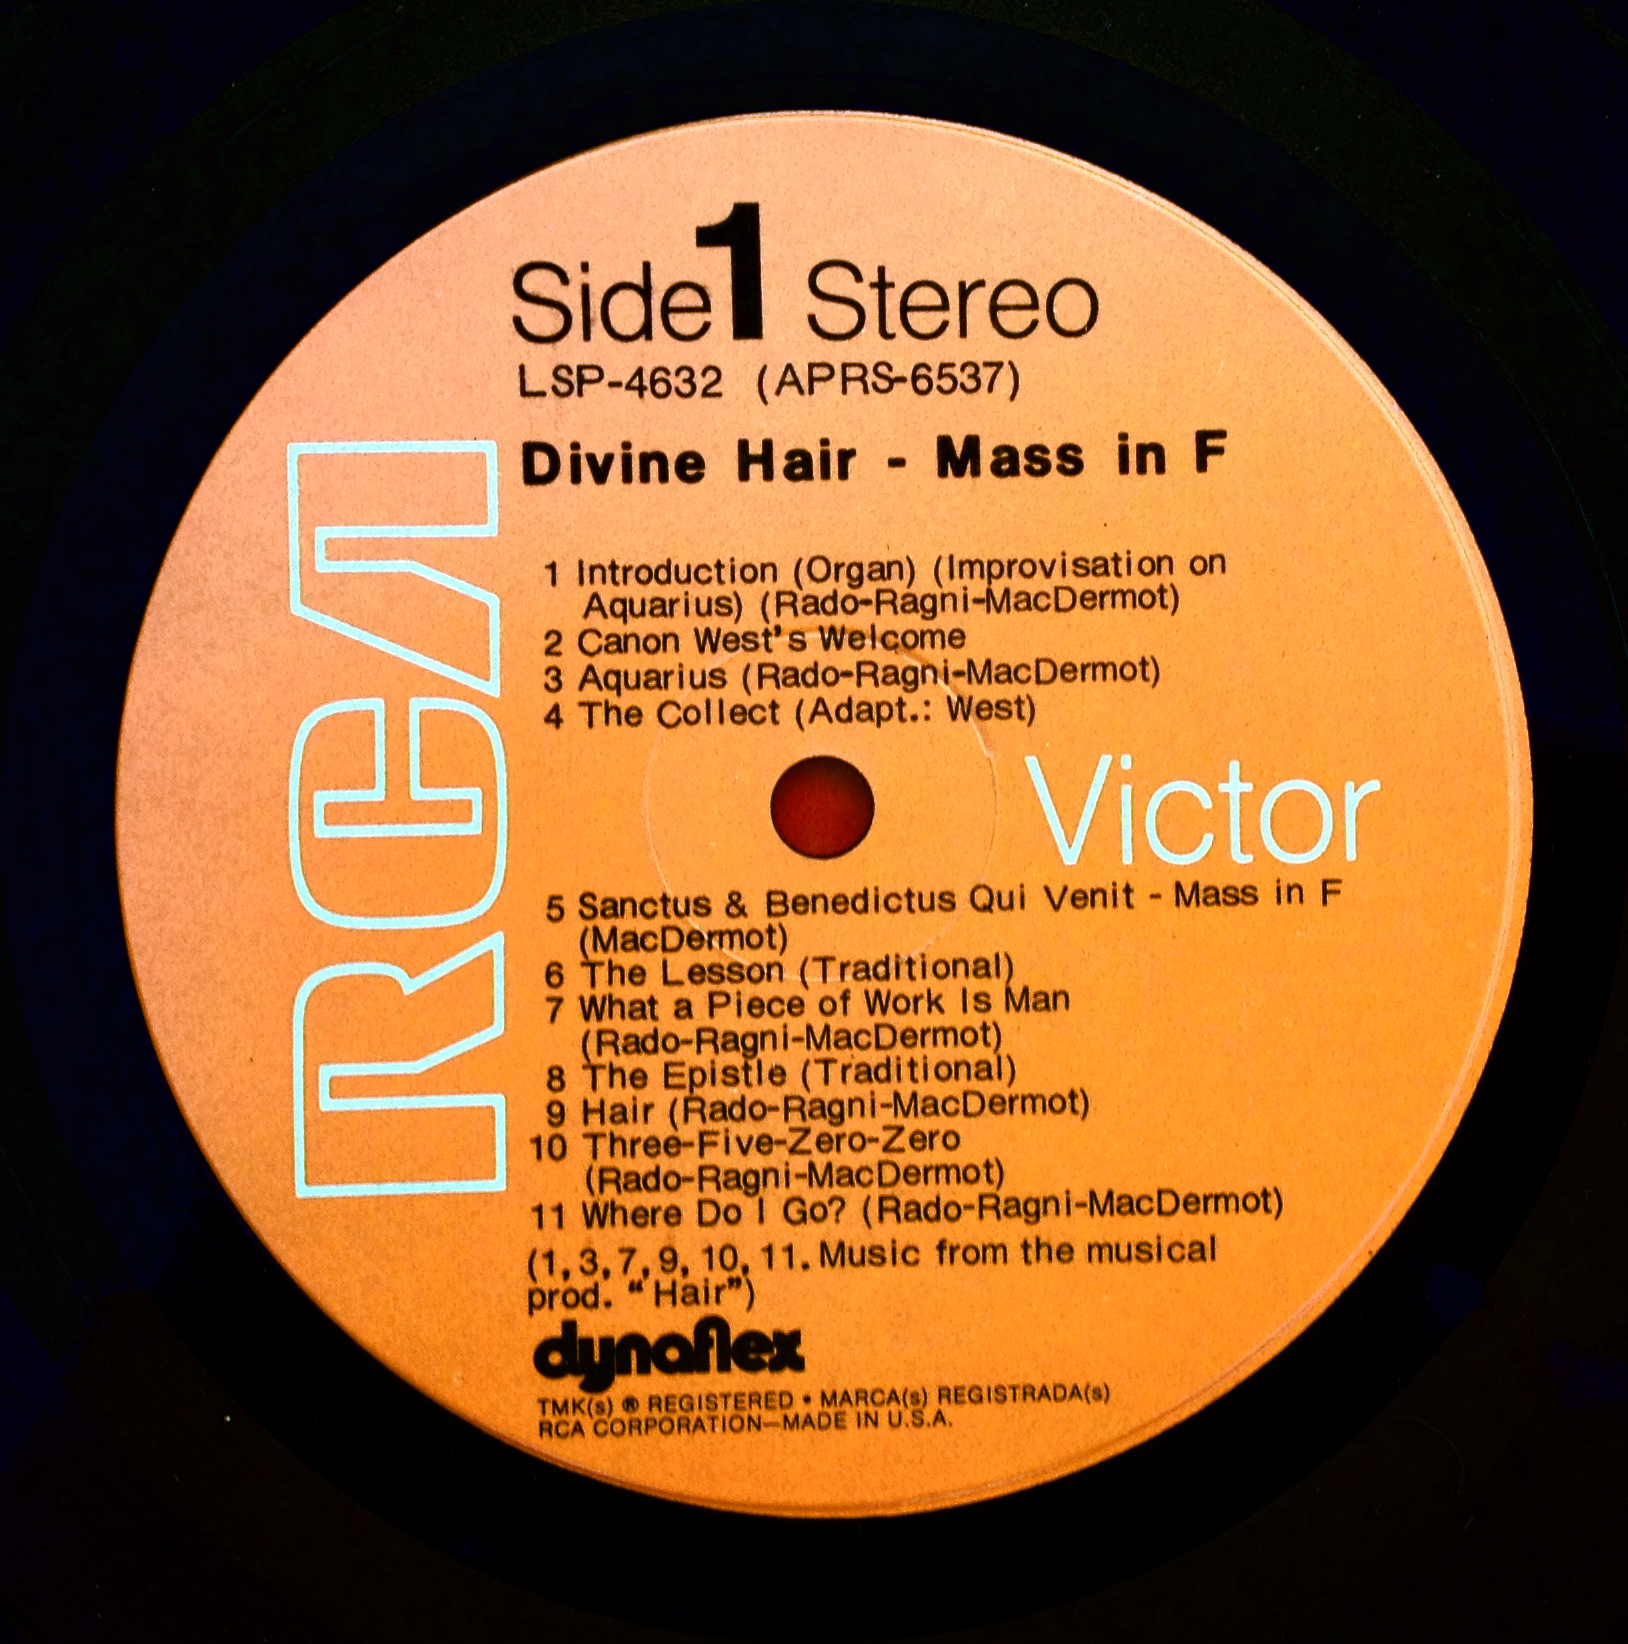 Side 1 Stereo
LSP-4632 (APRS-6537)
Divine Hair - Mass in F
1 Introduction (Organ) (Improvisation on
Aquarius) (Rado-Ragni-MacDermot)
2 Canon West's Welcome
3 Aquarius (Rado-Ragni-MacDermot)
4 The Collect (Adapt.: West)
RCA
Victor
5 Sanctus & Benedictus Qui Venit - Mass in F
(MacDermot)
6 The Lesson (Traditional)
7 What a Piece of Work Is Man
(Rado-Ragni-MacDermot)
8 The Epistle (Traditional)
9 Hair (Rado-Ragni-MacDermot)
10 Three-Five-Zero-Zero
(Rado-Ragni-MacDermot)
11 Where Do I Go? (Rado-Ragni-MacDermot)
(1, 3, 7, 9, 10, 11. Music from the musical
prod. "Hair")
dynaflex
TMK(s) ® REGISTERED • MARCA(s) REGISTRADA(s)
RCA CORPORATION—MADE IN U.S.A.